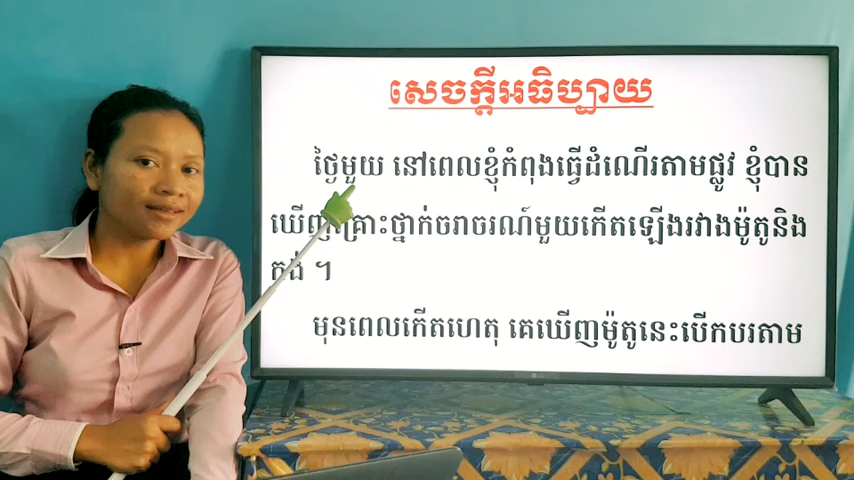 សេចក្ដីអធិប្បាយ
ថ្ងៃមួយ នៅពេលខ្ញុំកំពុងធ្វើដំណើរតាមផ្លូវ ខ្ញុំបាន
ឃើញគ្រោះថ្នាក់ចរាចរណ៍មួយកើតឡើងរវាងម៉ូតូនិង
កង់ ។
មុនពេលកើតហេតុ គេឃើញម៉ូតូនេះបើកបរតាម
LG